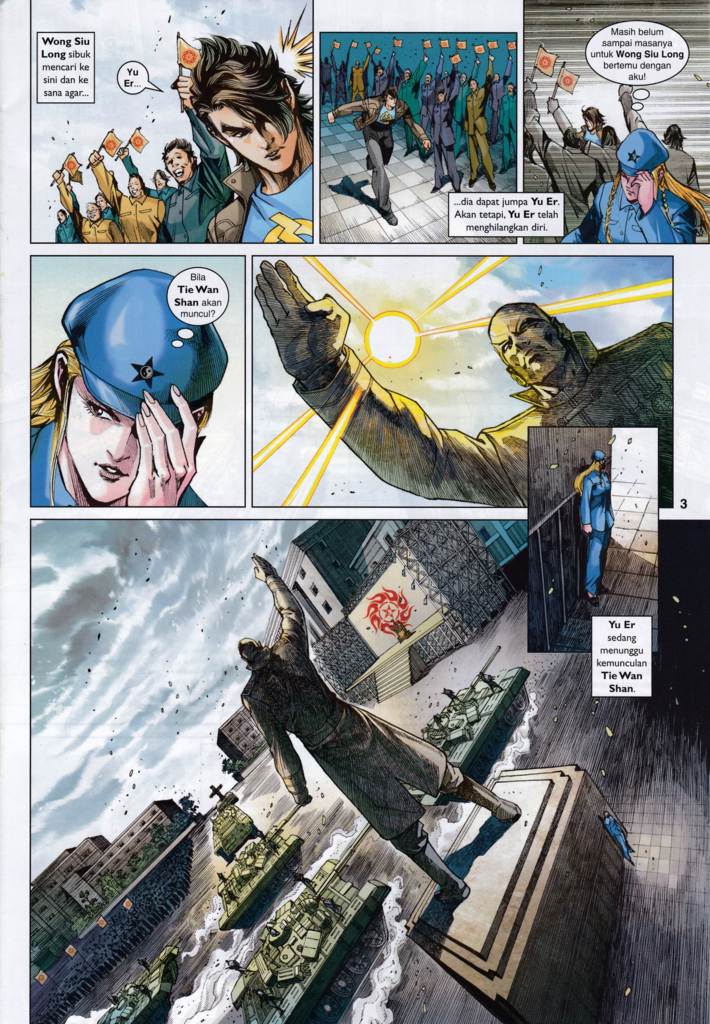 Wong Siu
Long sibuk
mencari ke
sini dan ke
sana agar...
Yu
Er...
...dia dapat jumpa Yu Er.
Akan tetapi, Yu Er telah
menghilangkan diri.
Masih belum
sampai masanya
untuk Wong Siu Long
bertemu dengan
aku!
Bila
Tie Wan
Shan akan
muncul?
3
Yu Er
sedang
menunggu
kemunculan
Tie Wan
Shan.